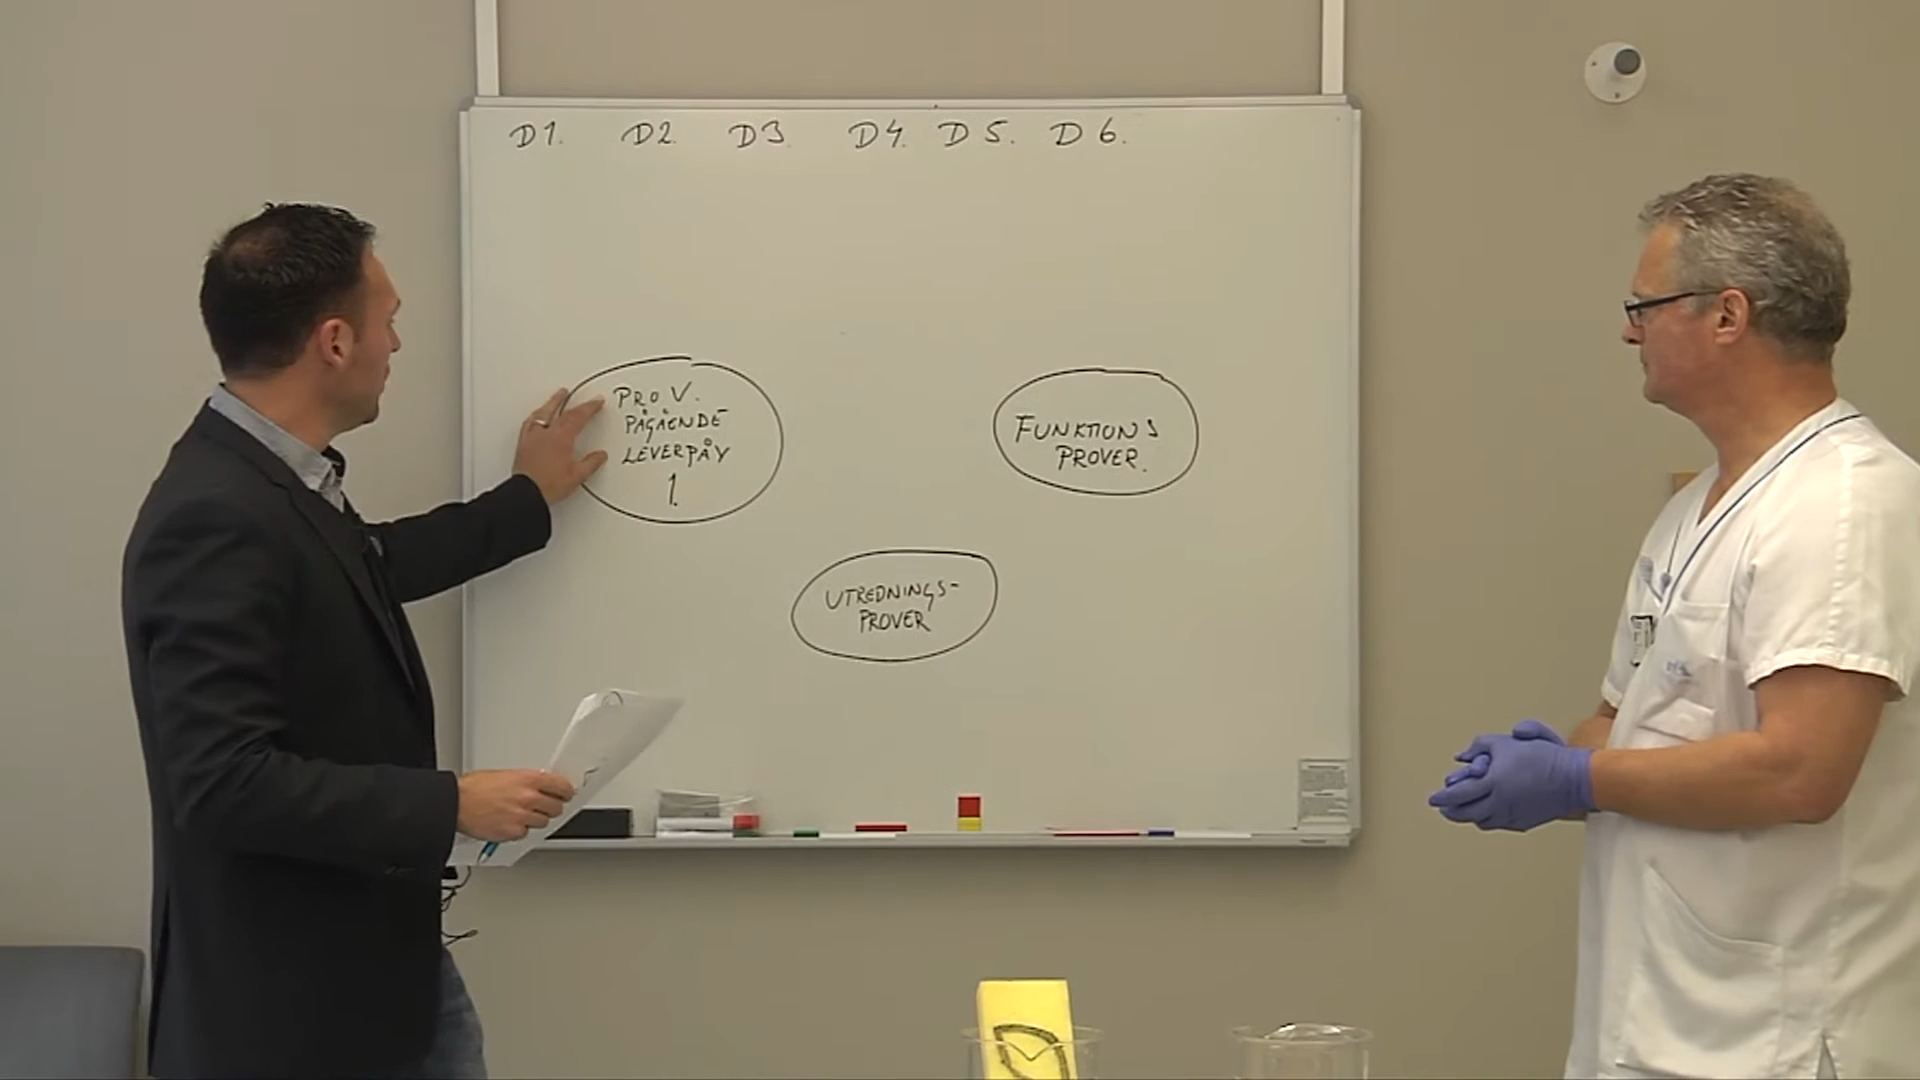 D1. D2. D3. D4. D5. D6.
PROV.
PÅGÅENDE
LEVERPÅV
1.
FUNKTIONS
PROVER.
UTREDNINGS-
PROVER